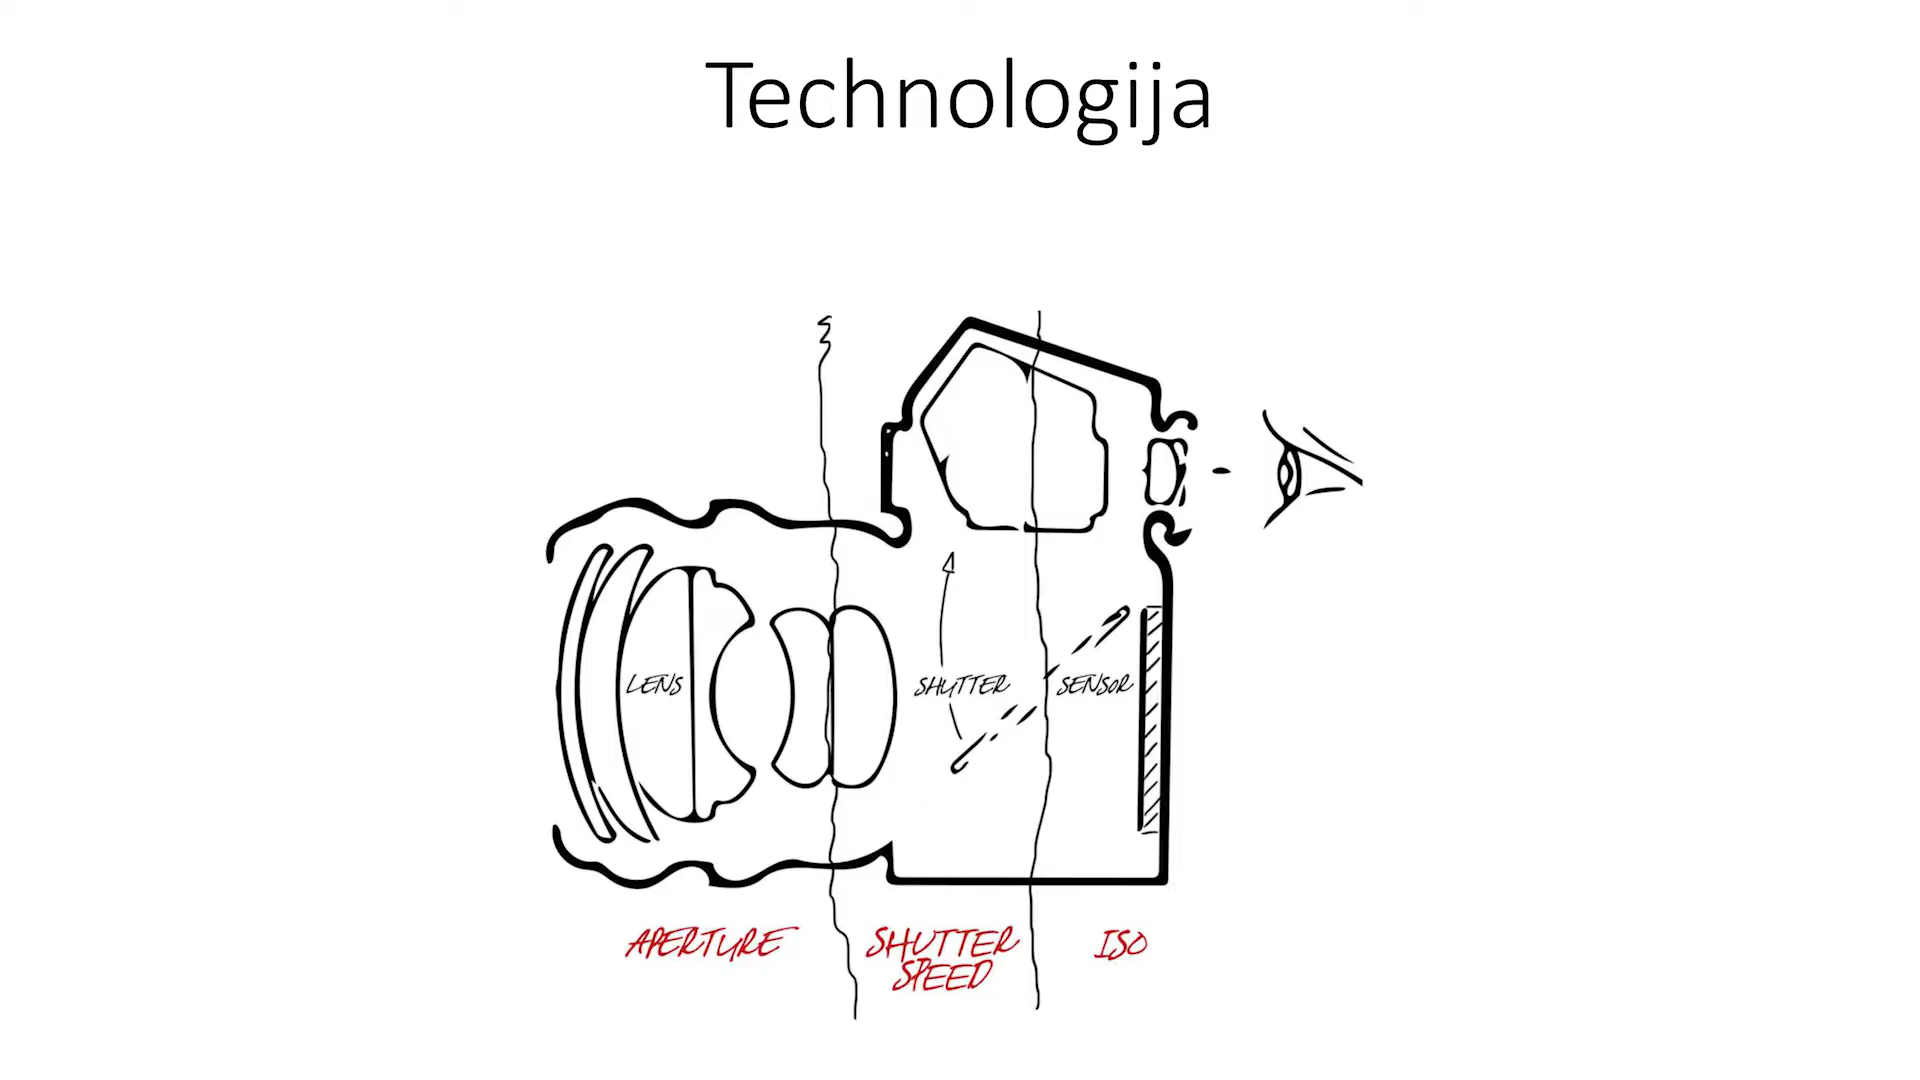 Technologija
LENS
SHUTTER
SENSOR
APERTURE
SHUTTER
SPEED
ISO